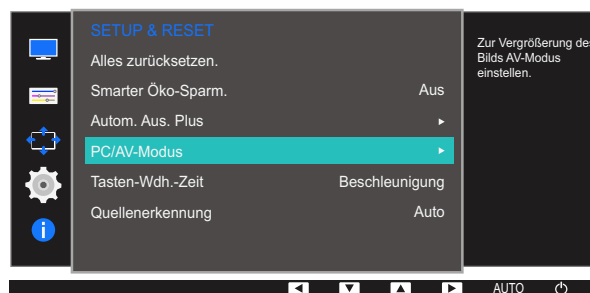 SETUP & RESET
Alles zurücksetzen.
Smarter Öko-Sparm. Aus
Autom. Aus. Plus
PC/AV-Modus
Tasten-Wdh.-Zeit Beschleunigung
Quellenerkennung Auto
Zur Vergrößerung des
Bilds AV-Modus
einstellen.
AUTO